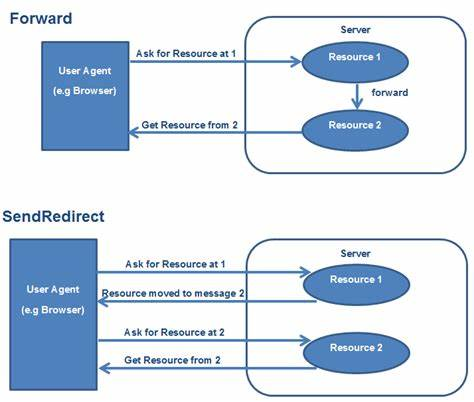 Forward
Server
Ask for Resource at 1
Resource 1
User Agent
(e.g Browser)
forward
Get Resource from 2
Resource 2
SendRedirect
Server
Ask for Resource at 1
Resource 1
User Agent
(e.g Browser)
Resource moved to message 2
Ask for Resource at 2
Resource 2
Get Resource from 2